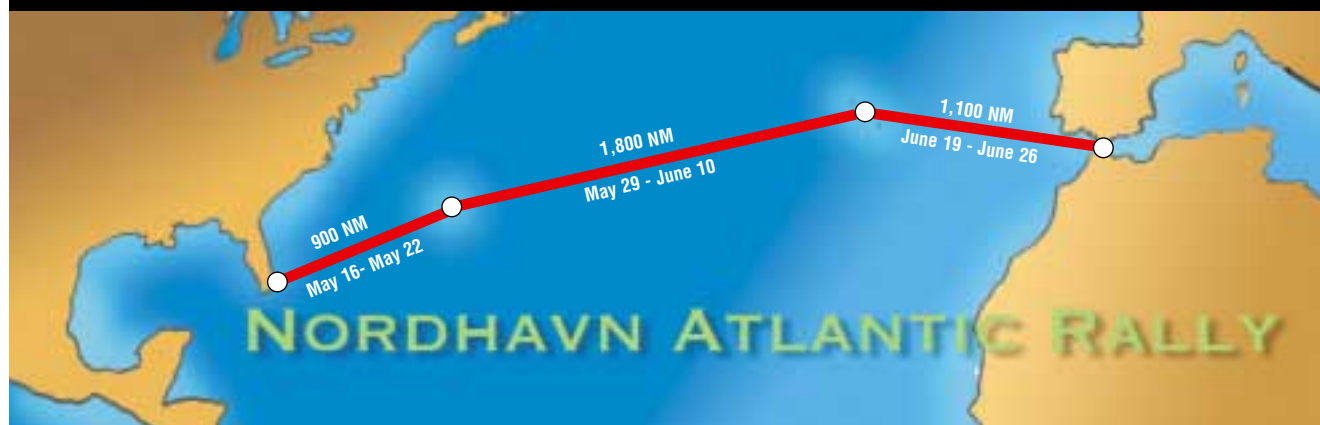 900 NM
May 16- May 22
1,800 NM
May 29 - June 10
1,100 NM
June 19 - June 26
NORDHAVN ATLANTIC RALLY